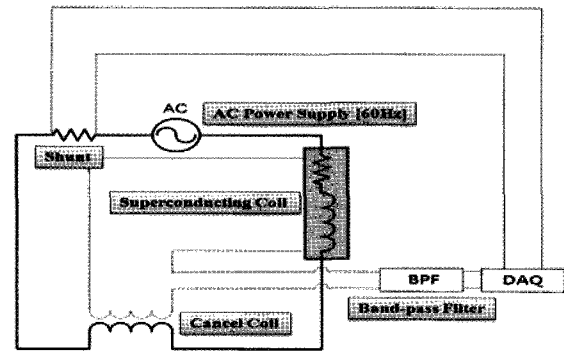 AC
AC Power Supply [60Hz]
Shunt
Superconducting Coil
BPF
DAQ
Band-pass Filter
Cancel Coil